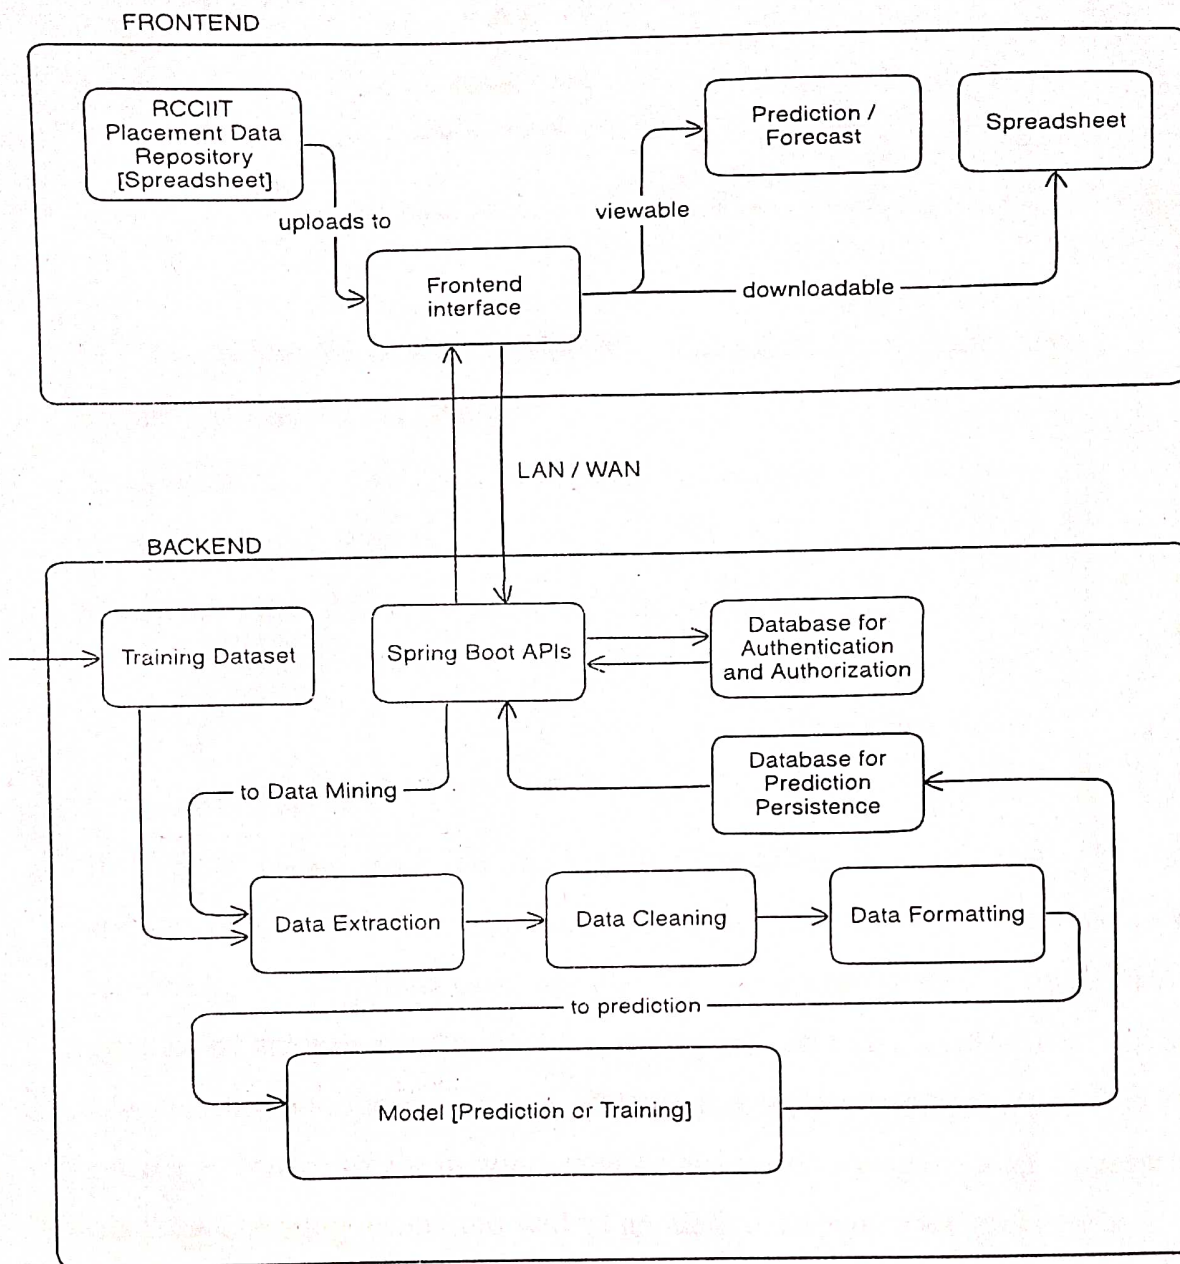 FRONTEND
RCCIIT
Placement Data
Repository
[Spreadsheet]
Prediction /
Forecast
Spreadsheet
uploads to
viewable
Frontend
interface
downloadable
LAN / WAN
BACKEND
Training Dataset
Spring Boot APIs
Database for
Authentication
and Authorization
to Data Mining
Database for
Prediction
Persistence
Data Extraction
Data Cleaning
Data Formatting
to prediction
Model [Prediction or Training]